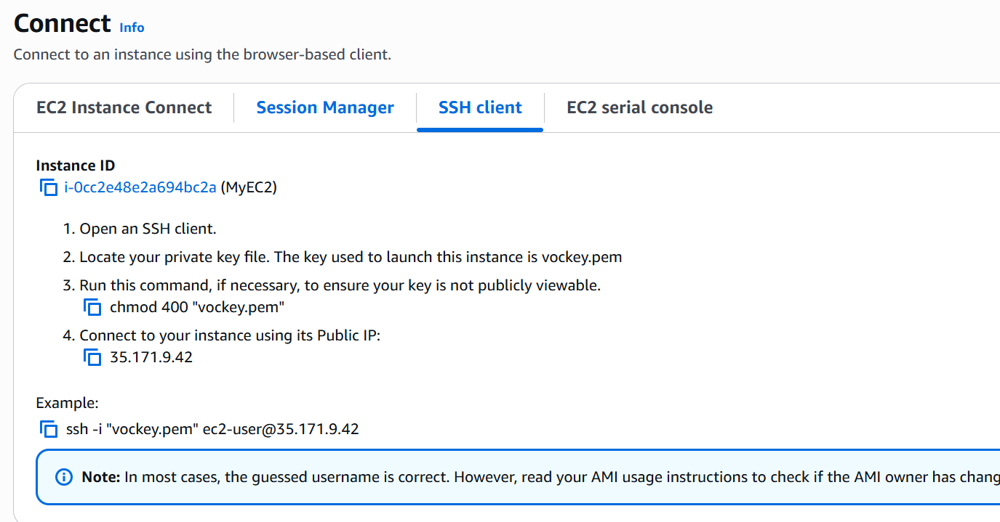 Connect Info
Connect to an instance using the browser-based client.
EC2 Instance Connect
Session Manager
SSH client
EC2 serial console
Instance ID
i-0cc2e48e2a694bc2a (MyEC2)
1. Open an SSH client.
2. Locate your private key file. The key used to launch this instance is vockey.pem
3. Run this command, if necessary, to ensure your key is not publicly viewable.
chmod 400 "vockey.pem"
4. Connect to your instance using its Public IP:
35.171.9.42
Example:
ssh -i "vockey.pem" ec2-user@35.171.9.42
Note: In most cases, the guessed username is correct. However, read your AMI usage instructions to check if the AMI owner has chang